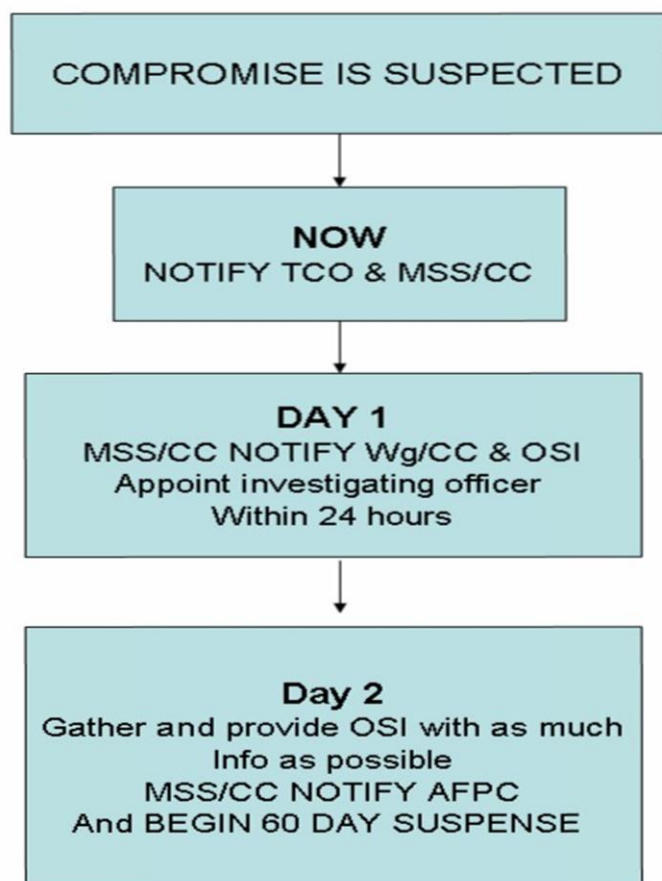 COMPROMISE IS SUSPECTED
NOW
NOTIFY TCO & MSS/CC
DAY 1
MSS/CC NOTIFY Wg/CC & OSI
Appoint investigating officer
Within 24 hours
Day 2
Gather and provide OSI with as much
Info as possible
MSS/CC NOTIFY AFPC
And BEGIN 60 DAY SUSPENSE